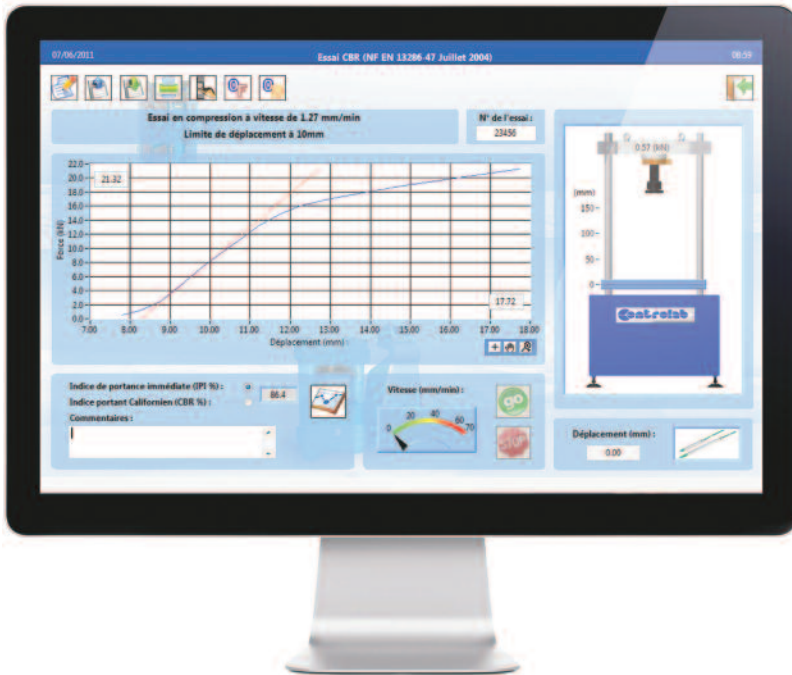 07/06/2011
Essai CBR (NF EN 13286-47 Juillet 2004)
08:59
Essai en compression à vitesse de 1.27 mm/min
Limite de déplacement à 10mm
N° de l'essai :
23456
22.0
20.0
18.0
16.0
14.0
12.0
10.0
8.0
6.0
4.0
2.0
0.0
Force (kN)
21.32
17.72
7.00 8.00 9.00 10.00 11.00 12.00 13.00 14.00 15.00 16.00 17.00 18.00
Déplacement (mm) :
0.57 (kN)
(mm)
150
100
50
0
Controlab
Indice de portance immédiate (IPI %) :
86.4
Indice portant Californien (CBR %) :
Commentaires :
Vitesse (mm/min) :
0 20 40 60 70
go
STOP
Déplacement (mm) :
0.00